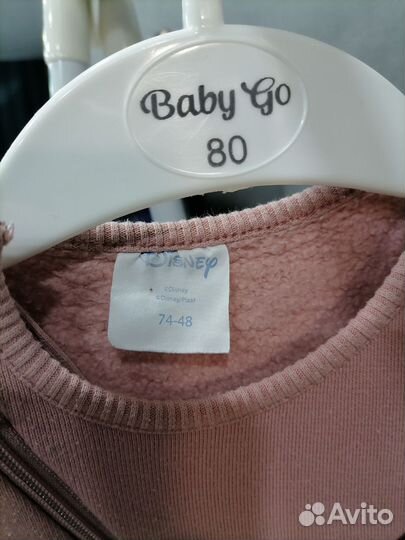 Baby Go
80
DISNEY
©Disney
©Disney/Pixar
74-48
Avito